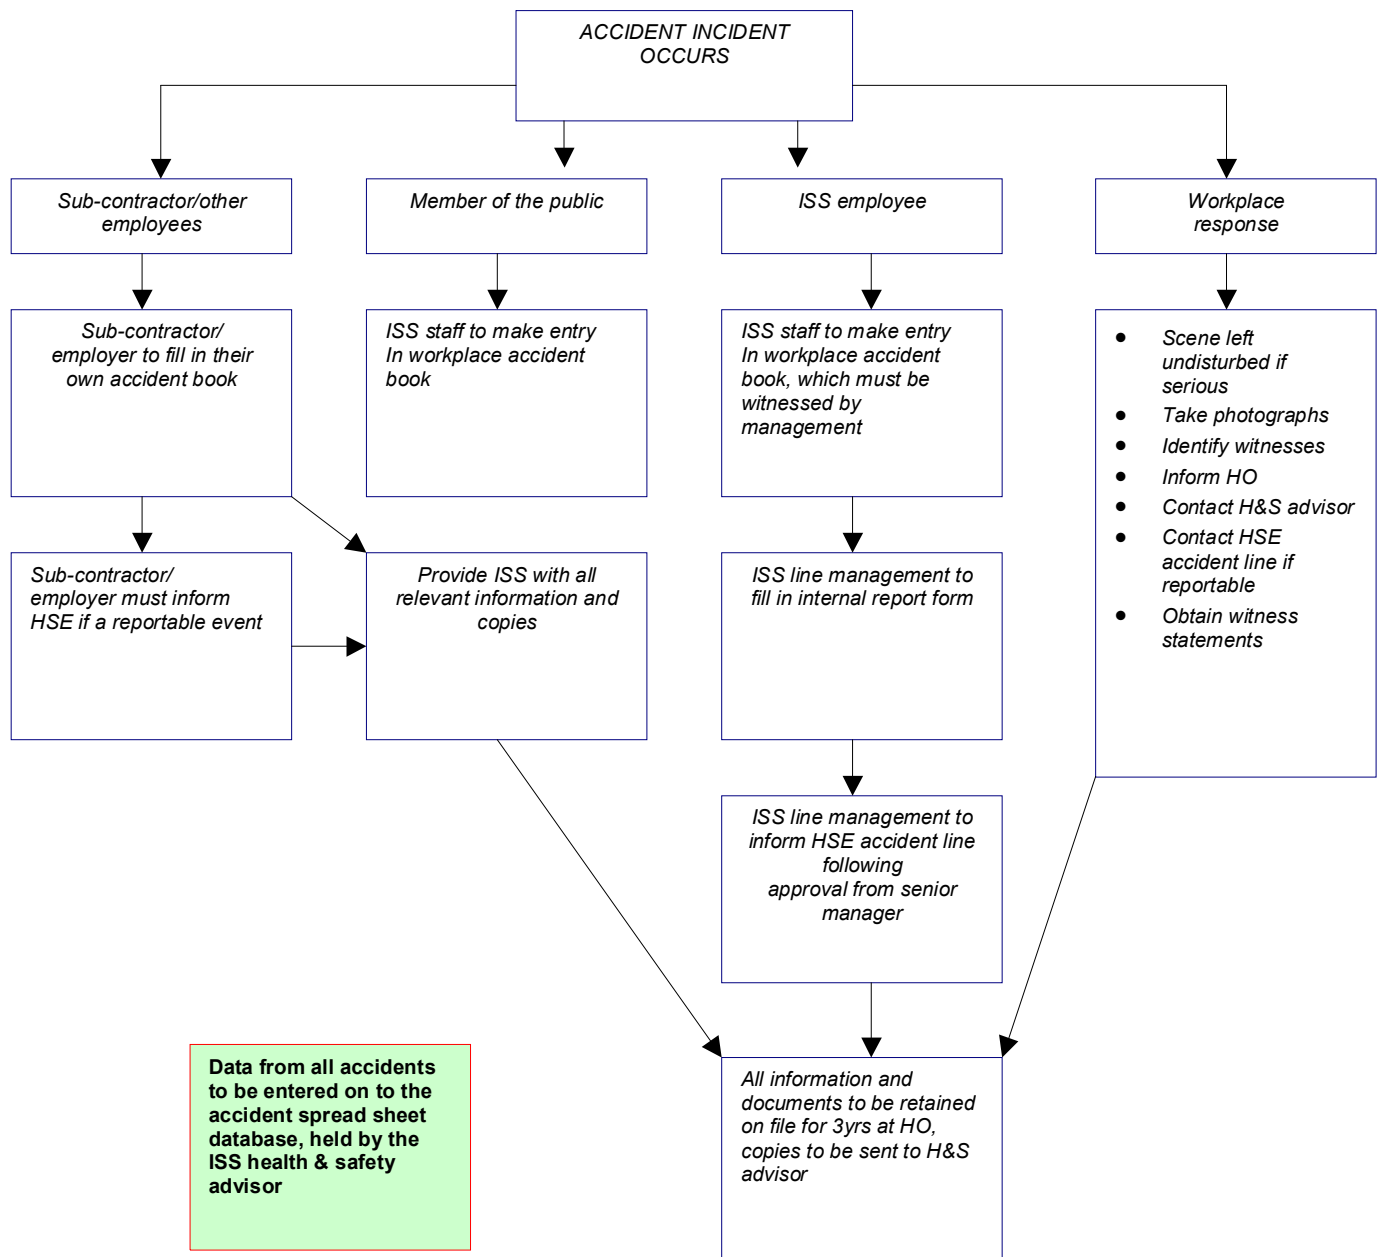 ACCIDENT INCIDENT
OCCURS
Sub-contractor/other
employees
Member of the public
ISS employee
Workplace
response
Sub-contractor/
employer to fill in their
own accident book
ISS staff to make entry
In workplace accident
book
ISS staff to make entry
In workplace accident
book, which must be
witnessed by
management
● Scene left
undisturbed if
serious
● Take photographs
● Identify witnesses
● Inform HO
● Contact H&S advisor
● Contact HSE
accident line if
reportable
● Obtain witness
statements
Sub-contractor/
employer must inform
HSE if a reportable event
Provide ISS with all
relevant information and
copies
ISS line management to
fill in internal report form
ISS line management to
inform HSE accident line
following
approval from senior
manager
Data from all accidents
to be entered on to the
accident spread sheet
database, held by the
ISS health & safety
advisor
All information and
documents to be retained
on file for 3yrs at HO,
copies to be sent to H&S
advisor